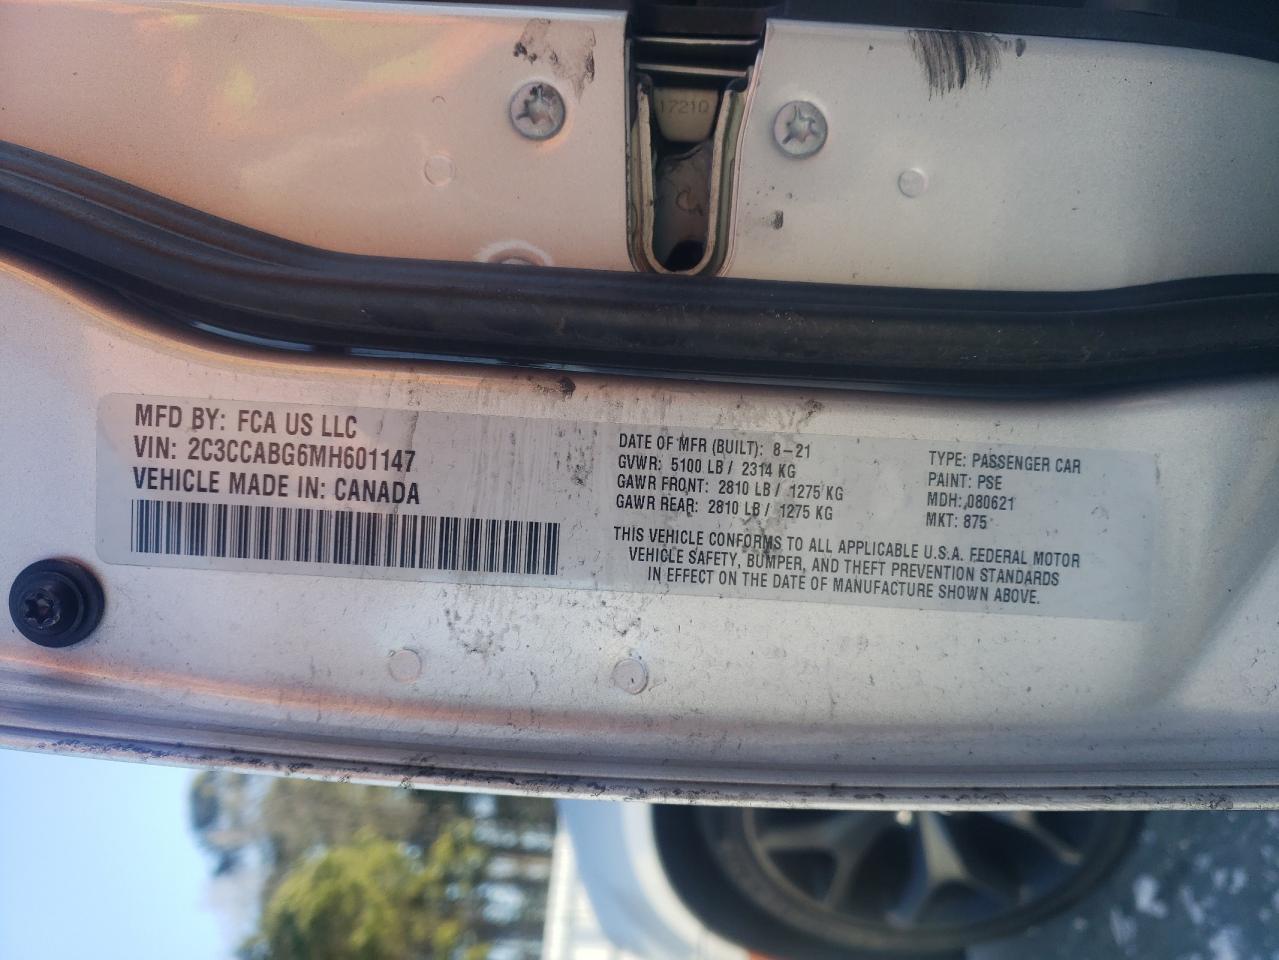 1721Q
MFD BY: FCA US LLC
VIN: 2C3CCABG6MH601147
VEHICLE MADE IN: CANADA
DATE OF MFR (BUILT): 8-21
GVWR: 5100 LB / 2314 KG
GAWR FRONT: 2810 LB / 1275 KG
GAWR REAR: 2810 LB / 1275 KG
TYPE: PASSENGER CAR
PAINT: PSE
MDH: 080621
MKT: 875
THIS VEHICLE CONFORMS TO ALL APPLICABLE U.S.A. FEDERAL MOTOR
VEHICLE SAFETY, BUMPER, AND THEFT PREVENTION STANDARDS
IN EFFECT ON THE DATE OF MANUFACTURE SHOWN ABOVE.